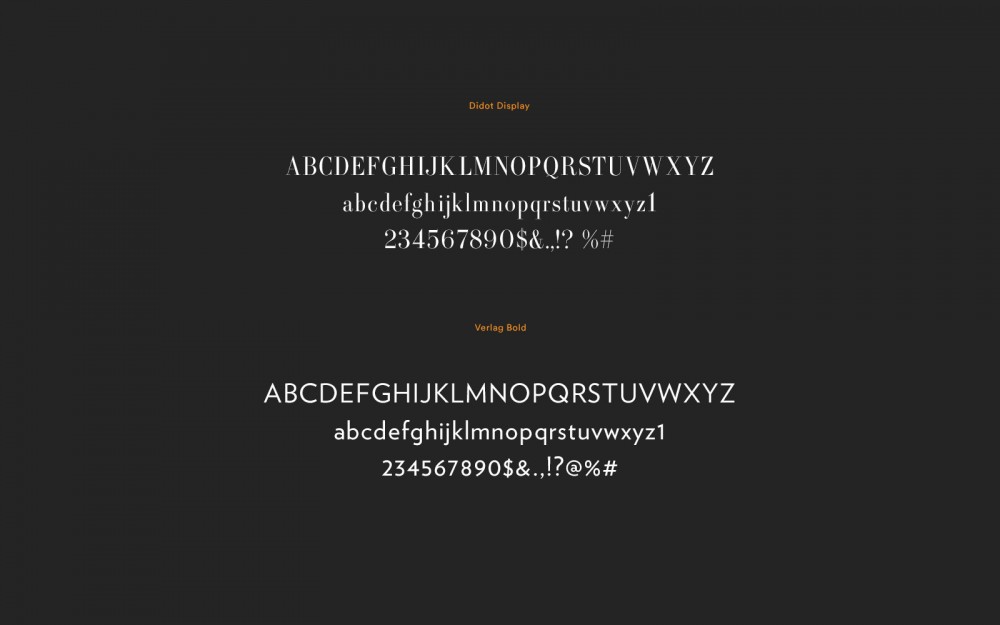 Didot Display
ABCDEFGHIJKLMNOPQRSTUVWXYZ
abcdefghijklmnopqrstuvwxyz1
234567890$&.,!? %#
Verlag Bold
ABCDEFGHIJKLMNOPQRSTUVWXYZ
abcdefghijklmnopqrstuvwxyz1
234567890$&.,!?@%#